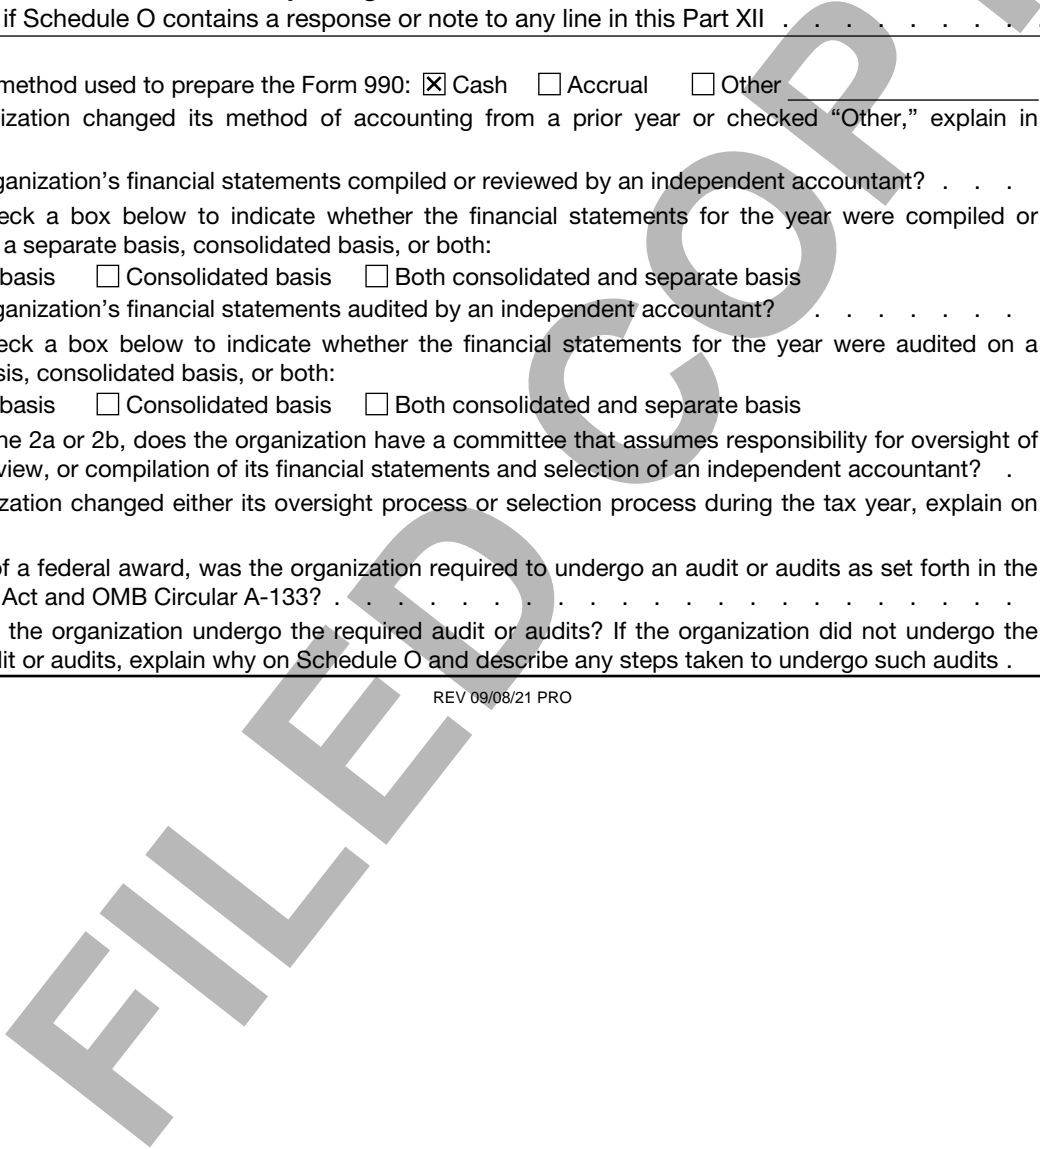 if Schedule O contains a response or note to any line in this Part XII . . . . . . . . .
method used to prepare the Form 990: ☒ Cash ☐ Accrual ☐ Other
ization changed its method of accounting from a prior year or checked “Other,” explain in
ganization’s financial statements compiled or reviewed by an independent accountant? . . .
eck a box below to indicate whether the financial statements for the year were compiled or
a separate basis, consolidated basis, or both:
basis ☐ Consolidated basis ☐ Both consolidated and separate basis
ganization’s financial statements audited by an independent accountant? . . . . . . .
eck a box below to indicate whether the financial statements for the year were audited on a
sis, consolidated basis, or both:
basis ☐ Consolidated basis ☐ Both consolidated and separate basis
ne 2a or 2b, does the organization have a committee that assumes responsibility for oversight of
view, or compilation of its financial statements and selection of an independent accountant? .
zation changed either its oversight process or selection process during the tax year, explain on
of a federal award, was the organization required to undergo an audit or audits as set forth in the
Act and OMB Circular A-133? . . . . . . . . . . . . . . . . . . . . . .
the organization undergo the required audit or audits? If the organization did not undergo the
dit or audits, explain why on Schedule O and describe any steps taken to undergo such audits .
REV 09/08/21 PRO
FILED COP